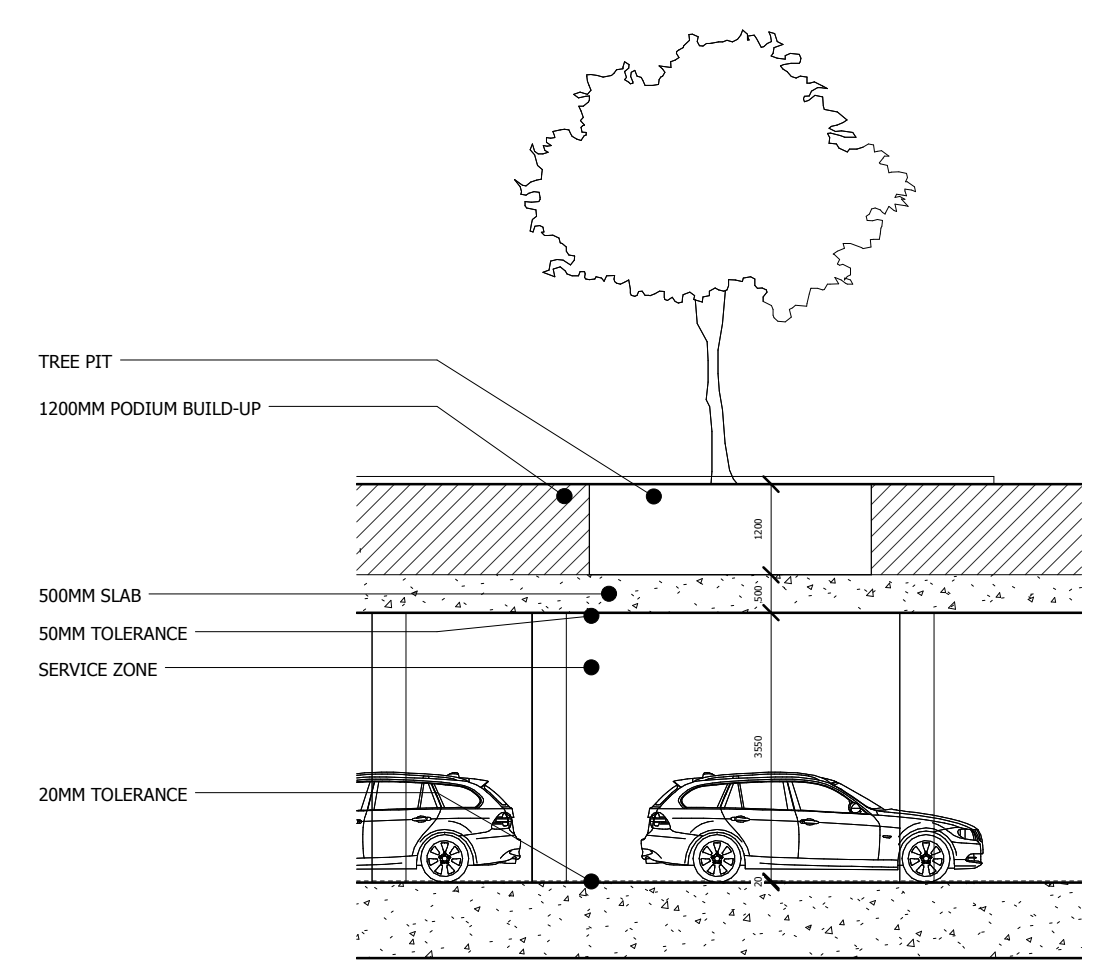 TREE PIT
1200MM PODIUM BUILD-UP
1200
500MM SLAB
500
50MM TOLERANCE
SERVICE ZONE
3550
20MM TOLERANCE
20